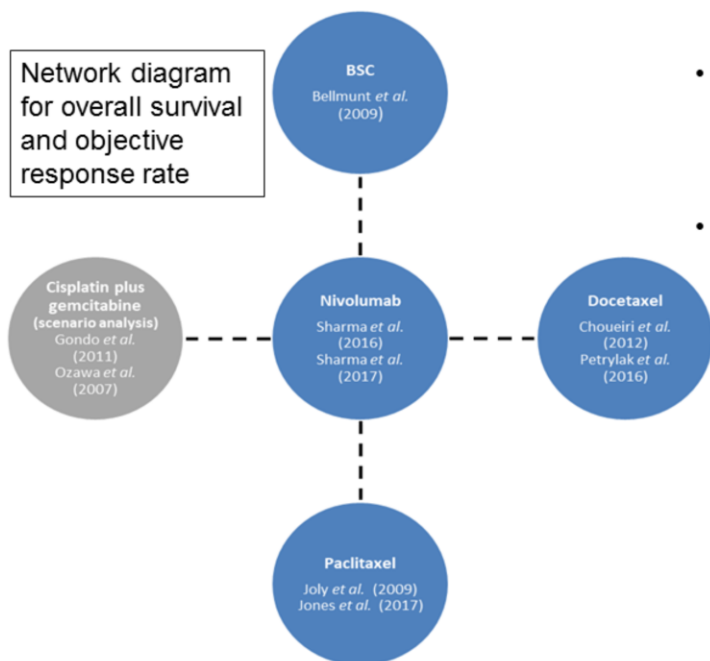 Network diagram
for overall survival
and objective
response rate
BSC
Bellmunt et al.
(2009)
•
•
Cisplatin plus
gemcitabine
(scenario analysis)
Gondo et al.
(2011)
Ozawa et al.
(2007)
Nivolumab
Sharma et al.
(2016)
Sharma et al.
(2017)
Docetaxel
Choueiri et al.
(2012)
Petrylak et al.
(2016)
Paclitaxel
Joly et al. (2009)
Jones et al. (2017)